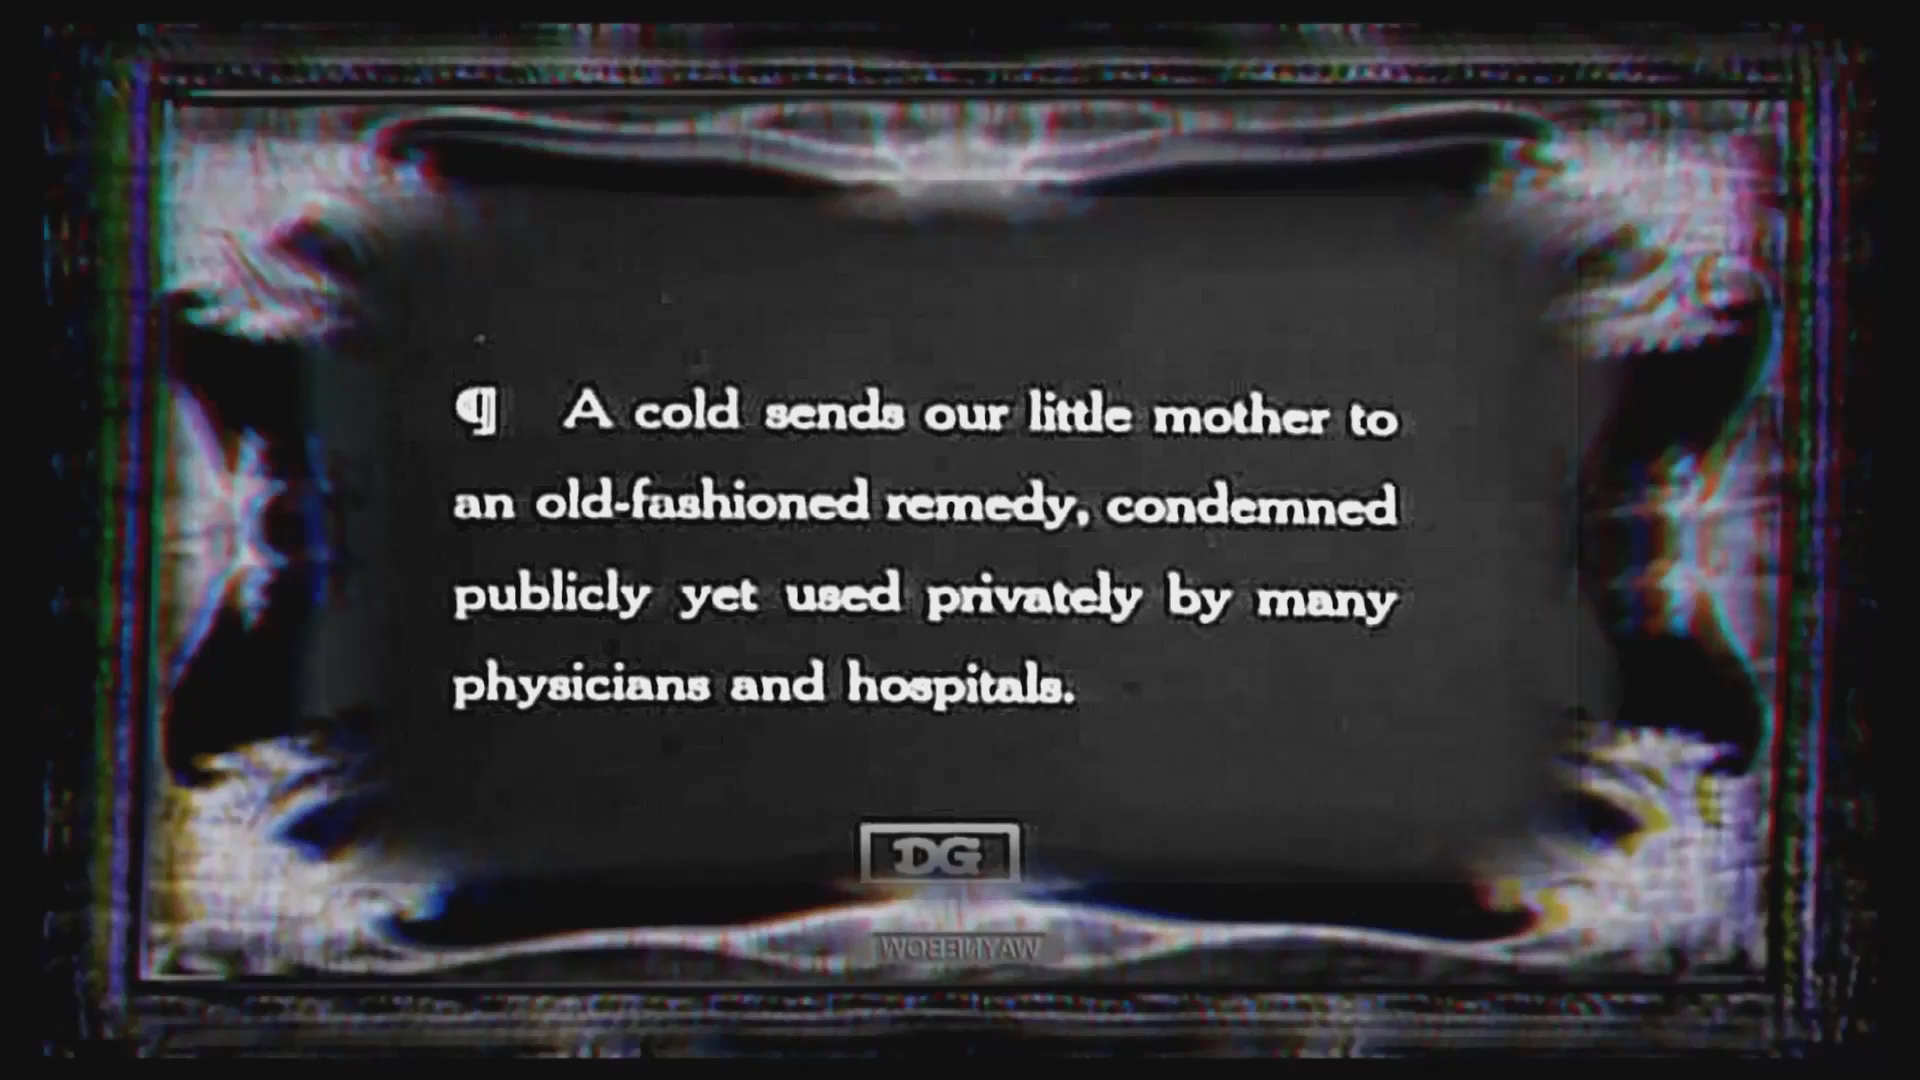 ¶ A cold sends our little mother to
an old-fashioned remedy, condemned
publicly yet used privately by many
physicians and hospitals.
DG